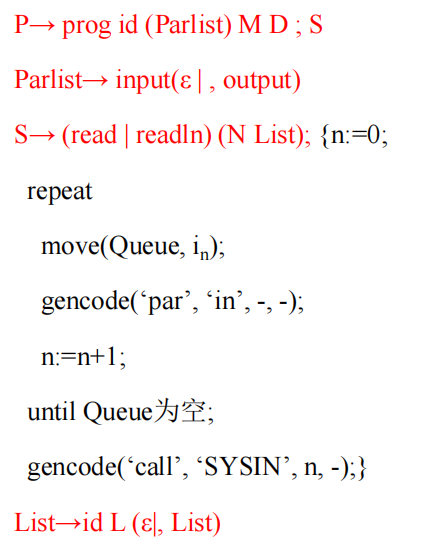 P→ prog id (Parlist) M D ; S
Parlist→ input(ε | , output)
S→ (read | readln) (N List); {n:=0;
repeat
move(Queue, iₙ);
gencode(‘par’, ‘in’, -, -);
n:=n+1;
until Queue为空;
gencode(‘call’, ‘SYSIN’, n, -);}
List→id L (ε|, List)